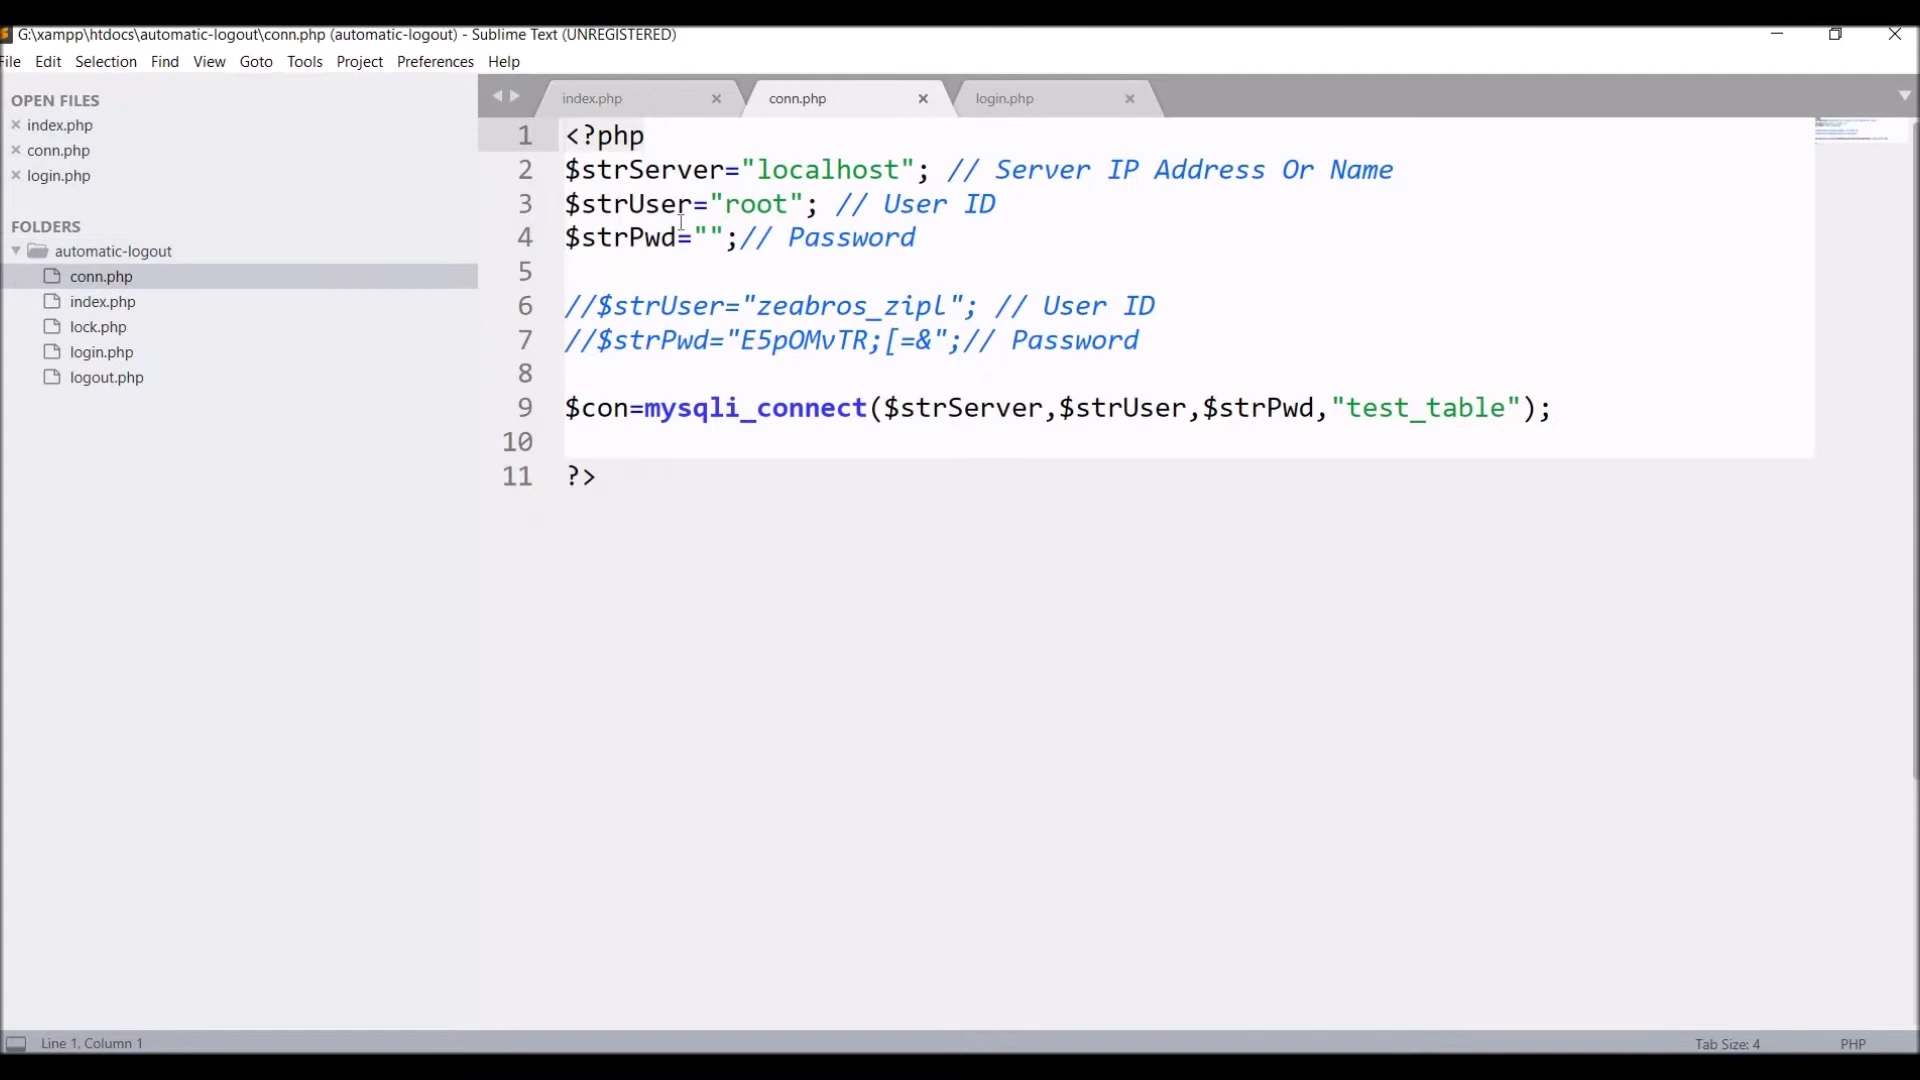 G:\xampp\htdocs\automatic-logout\conn.php (automatic-logout) - Sublime Text (UNREGISTERED)
File Edit Selection Find View Goto Tools Project Preferences Help
OPEN FILES
index.php
conn.php
login.php
FOLDERS
automatic-logout
conn.php
index.php
lock.php
login.php
logout.php
index.php conn.php login.php
1 <?php
2 $strServer="localhost"; // Server IP Address Or Name
3 $strUser="root"; // User ID
4 $strPwd="";// Password
5
6 //$strUser="zeabros_zipl"; // User ID
7 //$strPwd="E5pOMvTR;[=&";// Password
8
9 $con=mysqli_connect($strServer,$strUser,$strPwd,"test_table");
10
11 ?>
Line 1, Column 1 Tab Size: 4 PHP